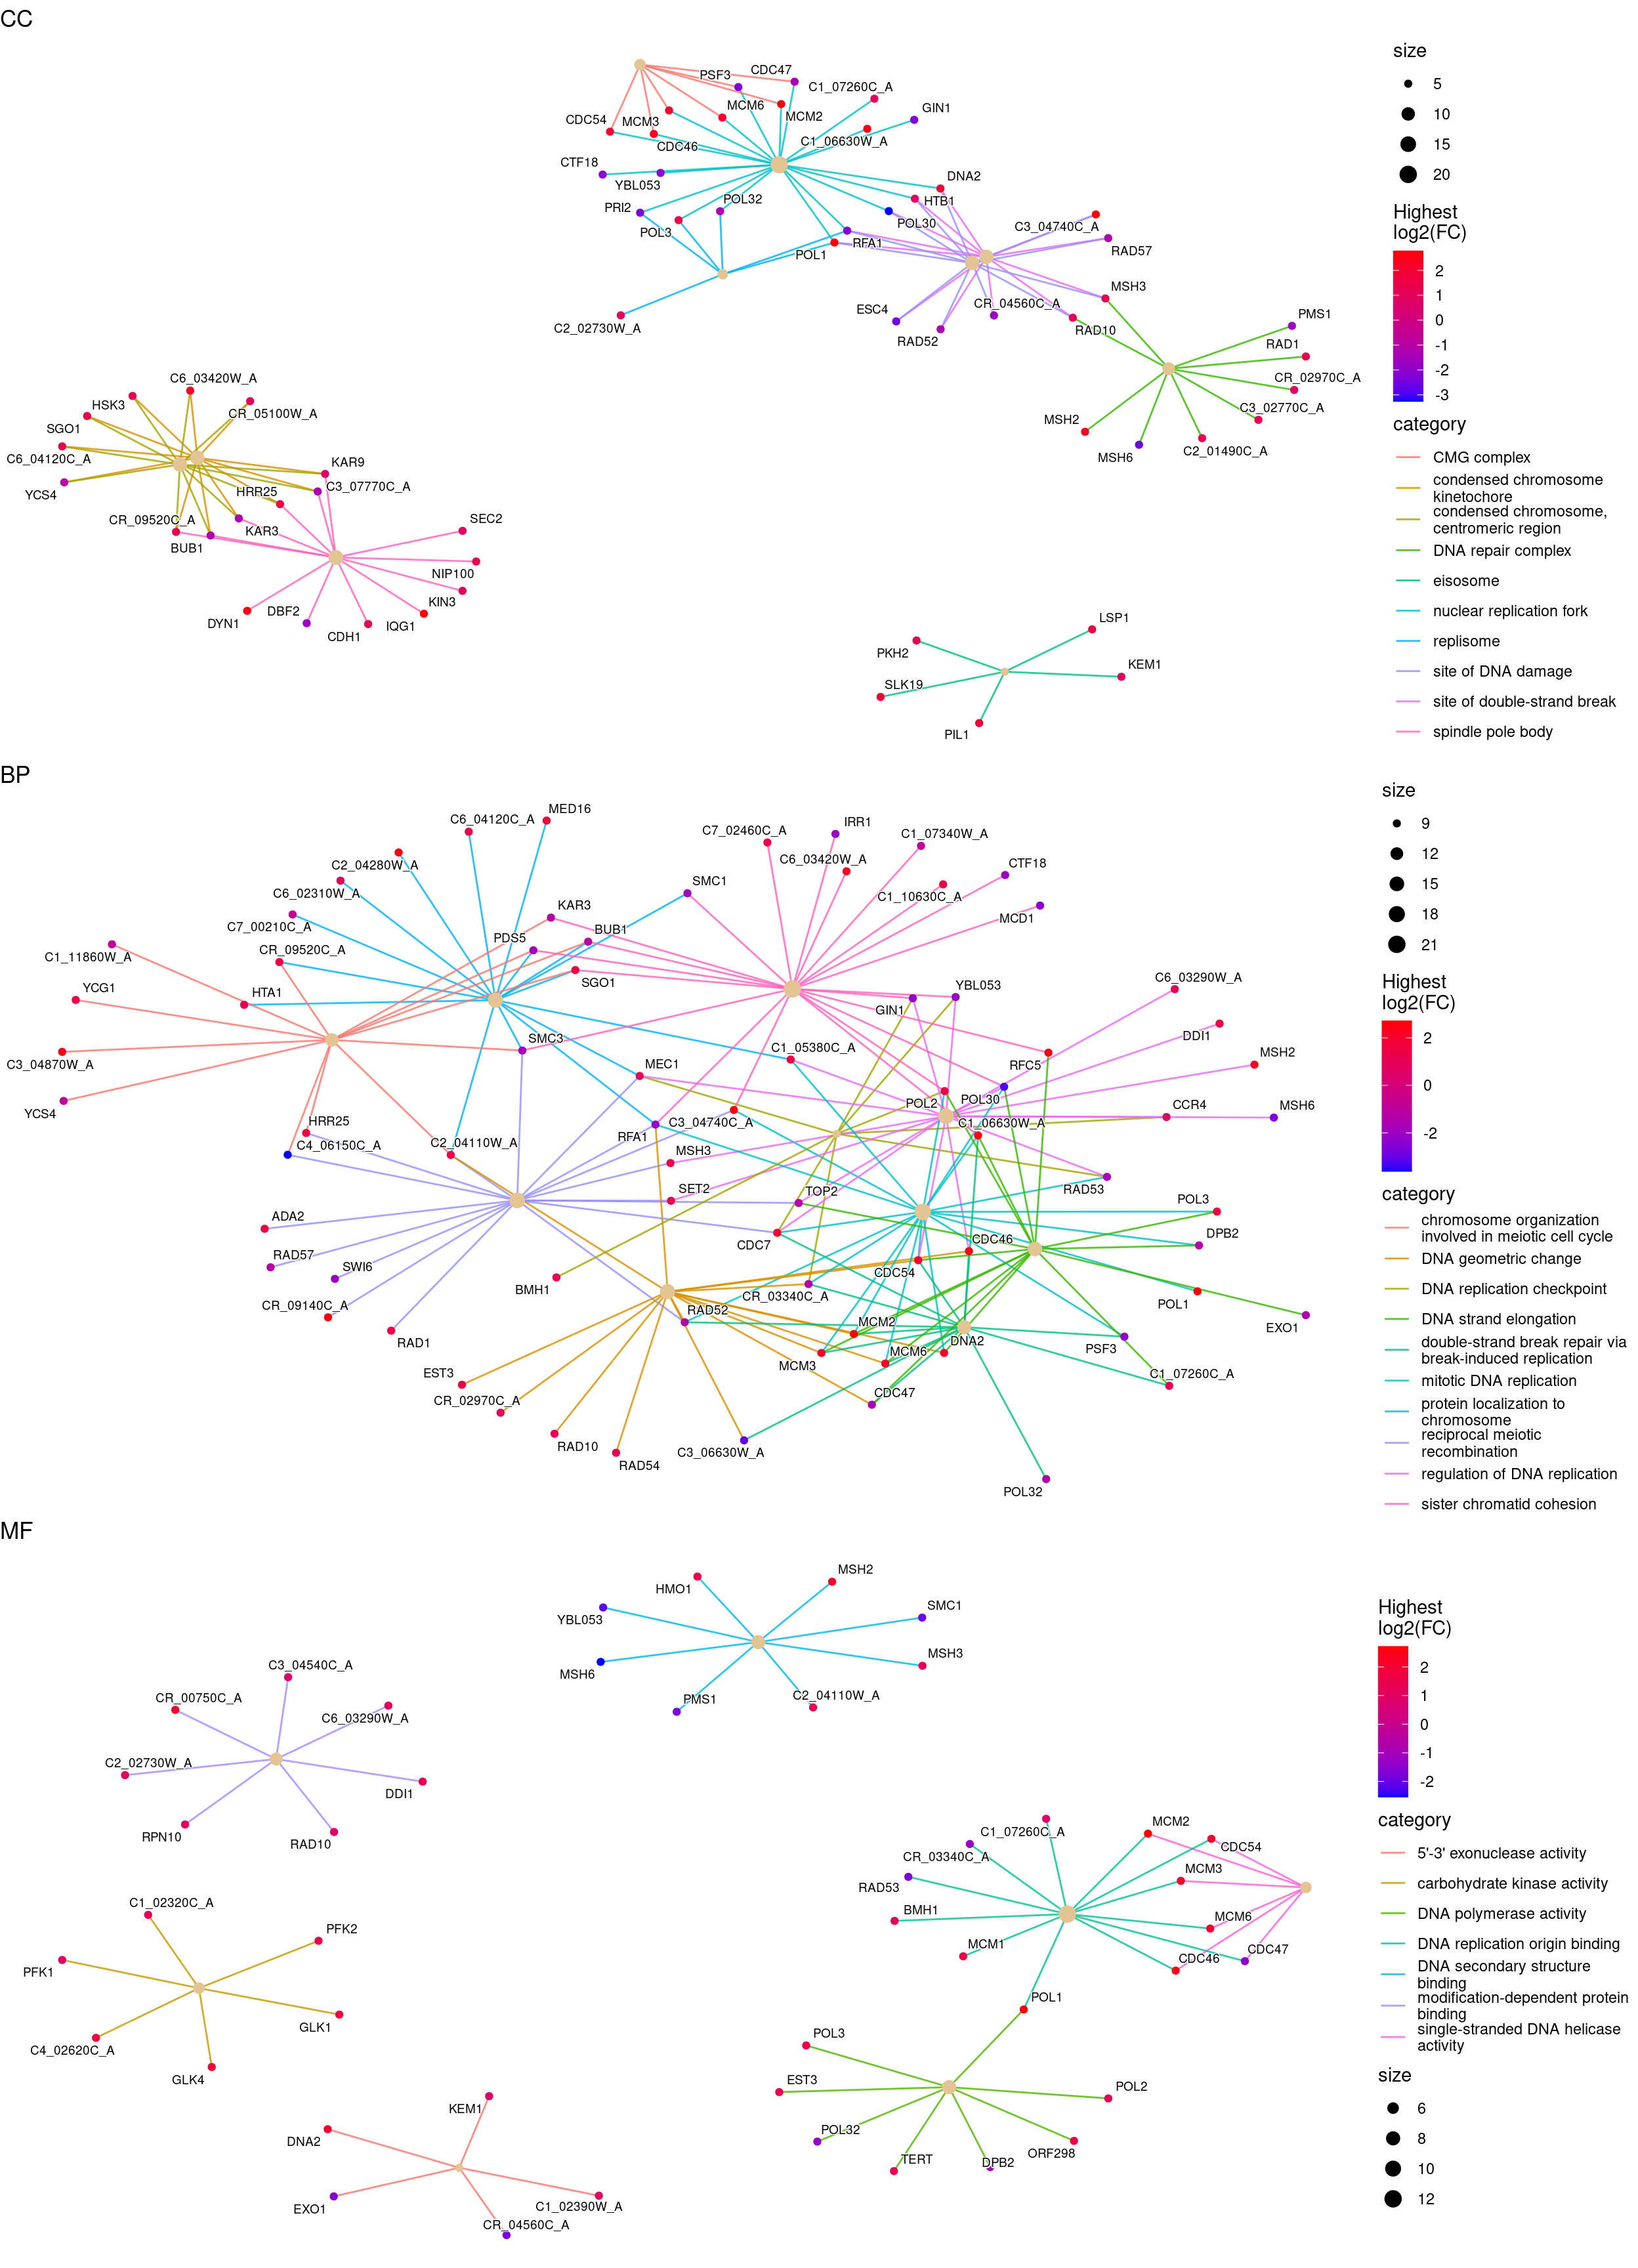 CC
PSF3
CDC47
C1_07260C_A
MCM6
GIN1
CDC54
MCM3
MCM2
C1_06630W_A
CDC46
CTF18
YBL053
DNA2
PRI2
POL32
HTB1
POL3
POL30
C3_04740C_A
RFA1
POL1
RAD57
MSH3
ESC4
CR_04560C_A
C2_02730W_A
RAD52
RAD10
PMS1
RAD1
CR_02970C_A
C3_02770C_A
MSH2
MSH6
C2_01490C_A
C6_03420W_A
HSK3
CR_05100W_A
SGO1
C6_04120C_A
KAR9
YCS4
HRR25
C3_07770C_A
CR_09520C_A
KAR3
BUB1
SEC2
NIP100
KIN3
DYN1
DBF2
CDH1
IQG1
LSP1
PKH2
KEM1
SLK19
PIL1
size
5
10
15
20
Highest
log2(FC)
2
1
0
-1
-2
-3
category
CMG complex
condensed chromosome
kinetochore
condensed chromosome,
centromeric region
DNA repair complex
eisosome
nuclear replication fork
replisome
site of DNA damage
site of double-strand break
spindle pole body
BP
MED16
C6_04120C_A
C7_02460C_A
IRR1
C1_07340W_A
C2_04280W_A
C6_03420W_A
CTF18
C6_02310W_A
SMC1
C1_10630C_A
KAR3
MCD1
C7_00210C_A
BUB1
PDS5
CR_09520C_A
C1_11860W_A
SGO1
YCG1
HTA1
YBL053
C6_03290W_A
GIN1
SMC3
C1_05380C_A
DDI1
MEC1
RFC5
MSH2
C3_04870W_A
POL2
POL30
CCR4
MSH6
YCS4
HRR25
C3_04740C_A
C1_06630W_A
RFA1
C4_06150C_A
C2_04110W_A
MSH3
SET2
TOP2
RAD53
POL3
ADA2
DPB2
CDC7
CDC46
RAD57
SWI6
CDC54
BMH1
CR_03340C_A
CR_09140C_A
RAD52
POL1
MCM2
EXO1
RAD1
DNA2
MCM6
PSF3
MCM3
EST3
C1_07260C_A
CR_02970C_A
CDC47
RAD10
C3_06630W_A
RAD54
POL32
size
9
12
15
18
21
Highest
log2(FC)
2
0
-2
category
chromosome organization
involved in meiotic cell cycle
DNA geometric change
DNA replication checkpoint
DNA strand elongation
double-strand break repair via
break-induced replication
mitotic DNA replication
protein localization to
chromosome
reciprocal meiotic
recombination
regulation of DNA replication
sister chromatid cohesion
MF
HMO1
MSH2
YBL053
SMC1
MSH3
MSH6
PMS1
C2_04110W_A
C3_04540C_A
CR_00750C_A
C6_03290W_A
C2_02730W_A
DDI1
RPN10
RAD10
C1_07260C_A
MCM2
CR_03340C_A
CDC54
RAD53
MCM3
BMH1
MCM6
MCM1
CDC46
CDC47
POL1
C1_02320C_A
PFK2
PFK1
GLK1
C4_02620C_A
GLK4
POL3
EST3
POL2
POL32
TERT
DPB2
ORF298
KEM1
DNA2
EXO1
C1_02390W_A
CR_04560C_A
Highest
log2(FC)
2
1
0
-1
-2
category
5'-3' exonuclease activity
carbohydrate kinase activity
DNA polymerase activity
DNA replication origin binding
DNA secondary structure
binding
modification-dependent protein
binding
single-stranded DNA helicase
activity
size
6
8
10
12